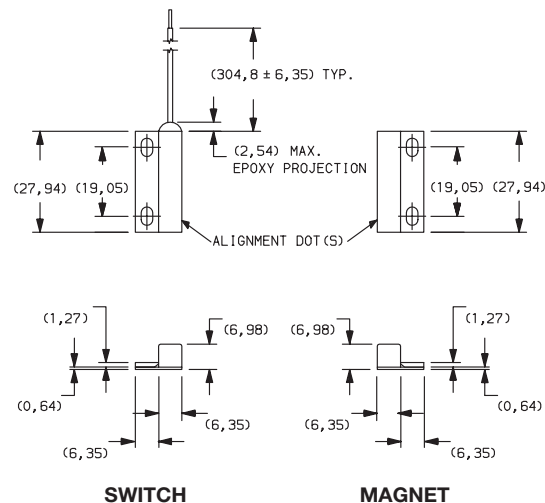 (304,8 ± 6,35) TYP.
(2,54) MAX.
EPOXY PROJECTION
(27,94) (19,05)
(19,05) (27,94)
ALIGNMENT DOT(S)
(1,27)
(6,98)
(6,98)
(1,27)
(0,64)
(6,35)
(6,35)
(0,64)
(6,35)
(6,35)
SWITCH
MAGNET